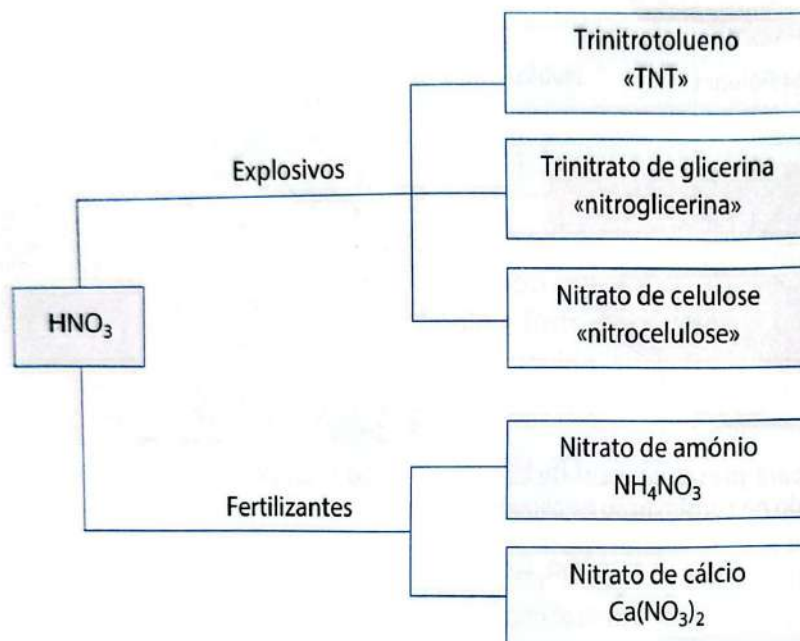 Trinitrotolueno
«TNT»
Explosivos
Trinitrato de glicerina
«nitroglicerina»
Nitrato de celulose
«nitrocelulose»
HNO₃
Nitrato de amónio
NH₄NO₃
Fertilizantes
Nitrato de cálcio
Ca(NO₃)₂